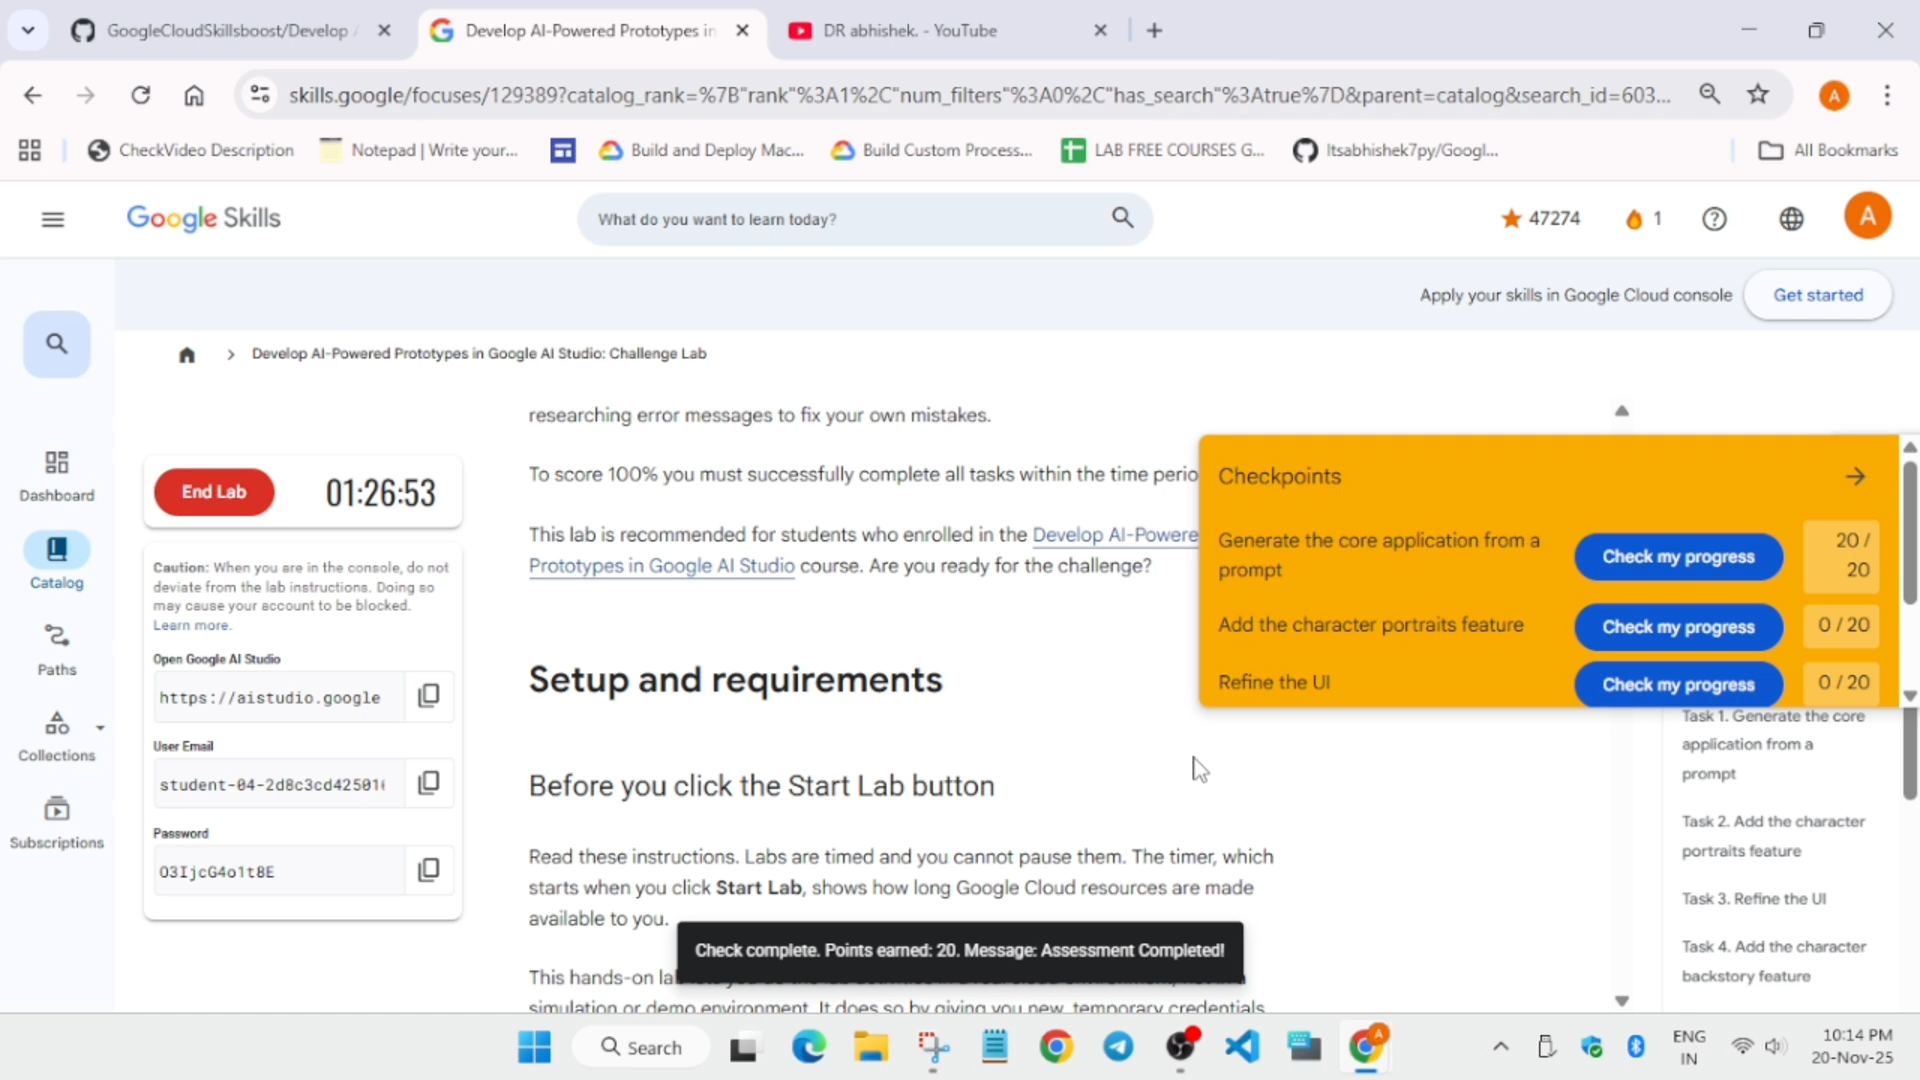 GoogleCloudSkillsboost/Develop
Develop AI-Powered Prototypes in
DR abhishek. - YouTube
skills.google/focuses/129389?catalog_rank=%7B"rank"%3A1%2C"num_filters"%3A0%2C"has_search"%3Atrue%7D&parent=catalog&search_id=603...
A
CheckVideo Description
Notepad | Write your...
Build and Deploy Mac...
Build Custom Process...
LAB FREE COURSES G...
Itsabhishek7py/Googl...
All Bookmarks
Google Skills
What do you want to learn today?
47274
1
A
Apply your skills in Google Cloud console
Get started
Develop AI-Powered Prototypes in Google AI Studio: Challenge Lab
Dashboard
Catalog
Paths
Collections
Subscriptions
End Lab
01:26:53
Caution: When you are in the console, do not
deviate from the lab instructions. Doing so
may cause your account to be blocked.
Learn more.
Open Google AI Studio
https://aistudio.google
User Email
student-04-2d8c3cd42501
Password
O3IjcG4o1t8E
researching error messages to fix your own mistakes.
To score 100% you must successfully complete all tasks within the time perio
This lab is recommended for students who enrolled in the Develop AI-Powere
Prototypes in Google AI Studio course. Are you ready for the challenge?
Setup and requirements
Before you click the Start Lab button
Read these instructions. Labs are timed and you cannot pause them. The timer, which
starts when you click Start Lab, shows how long Google Cloud resources are made
available to you.
This hands-on la
simulation or demo environment. It does so by giving you new, temporary credentials
Check complete. Points earned: 20. Message: Assessment Completed!
Checkpoints
Generate the core application from a
prompt
Check my progress
20 /
20
Add the character portraits feature
Check my progress
0 / 20
Refine the UI
Check my progress
0 / 20
Task 1. Generate the core
application from a
prompt
Task 2. Add the character
portraits feature
Task 3. Refine the UI
Task 4. Add the character
backstory feature
Search
A
ENG
IN
10:14 PM
20-Nov-25